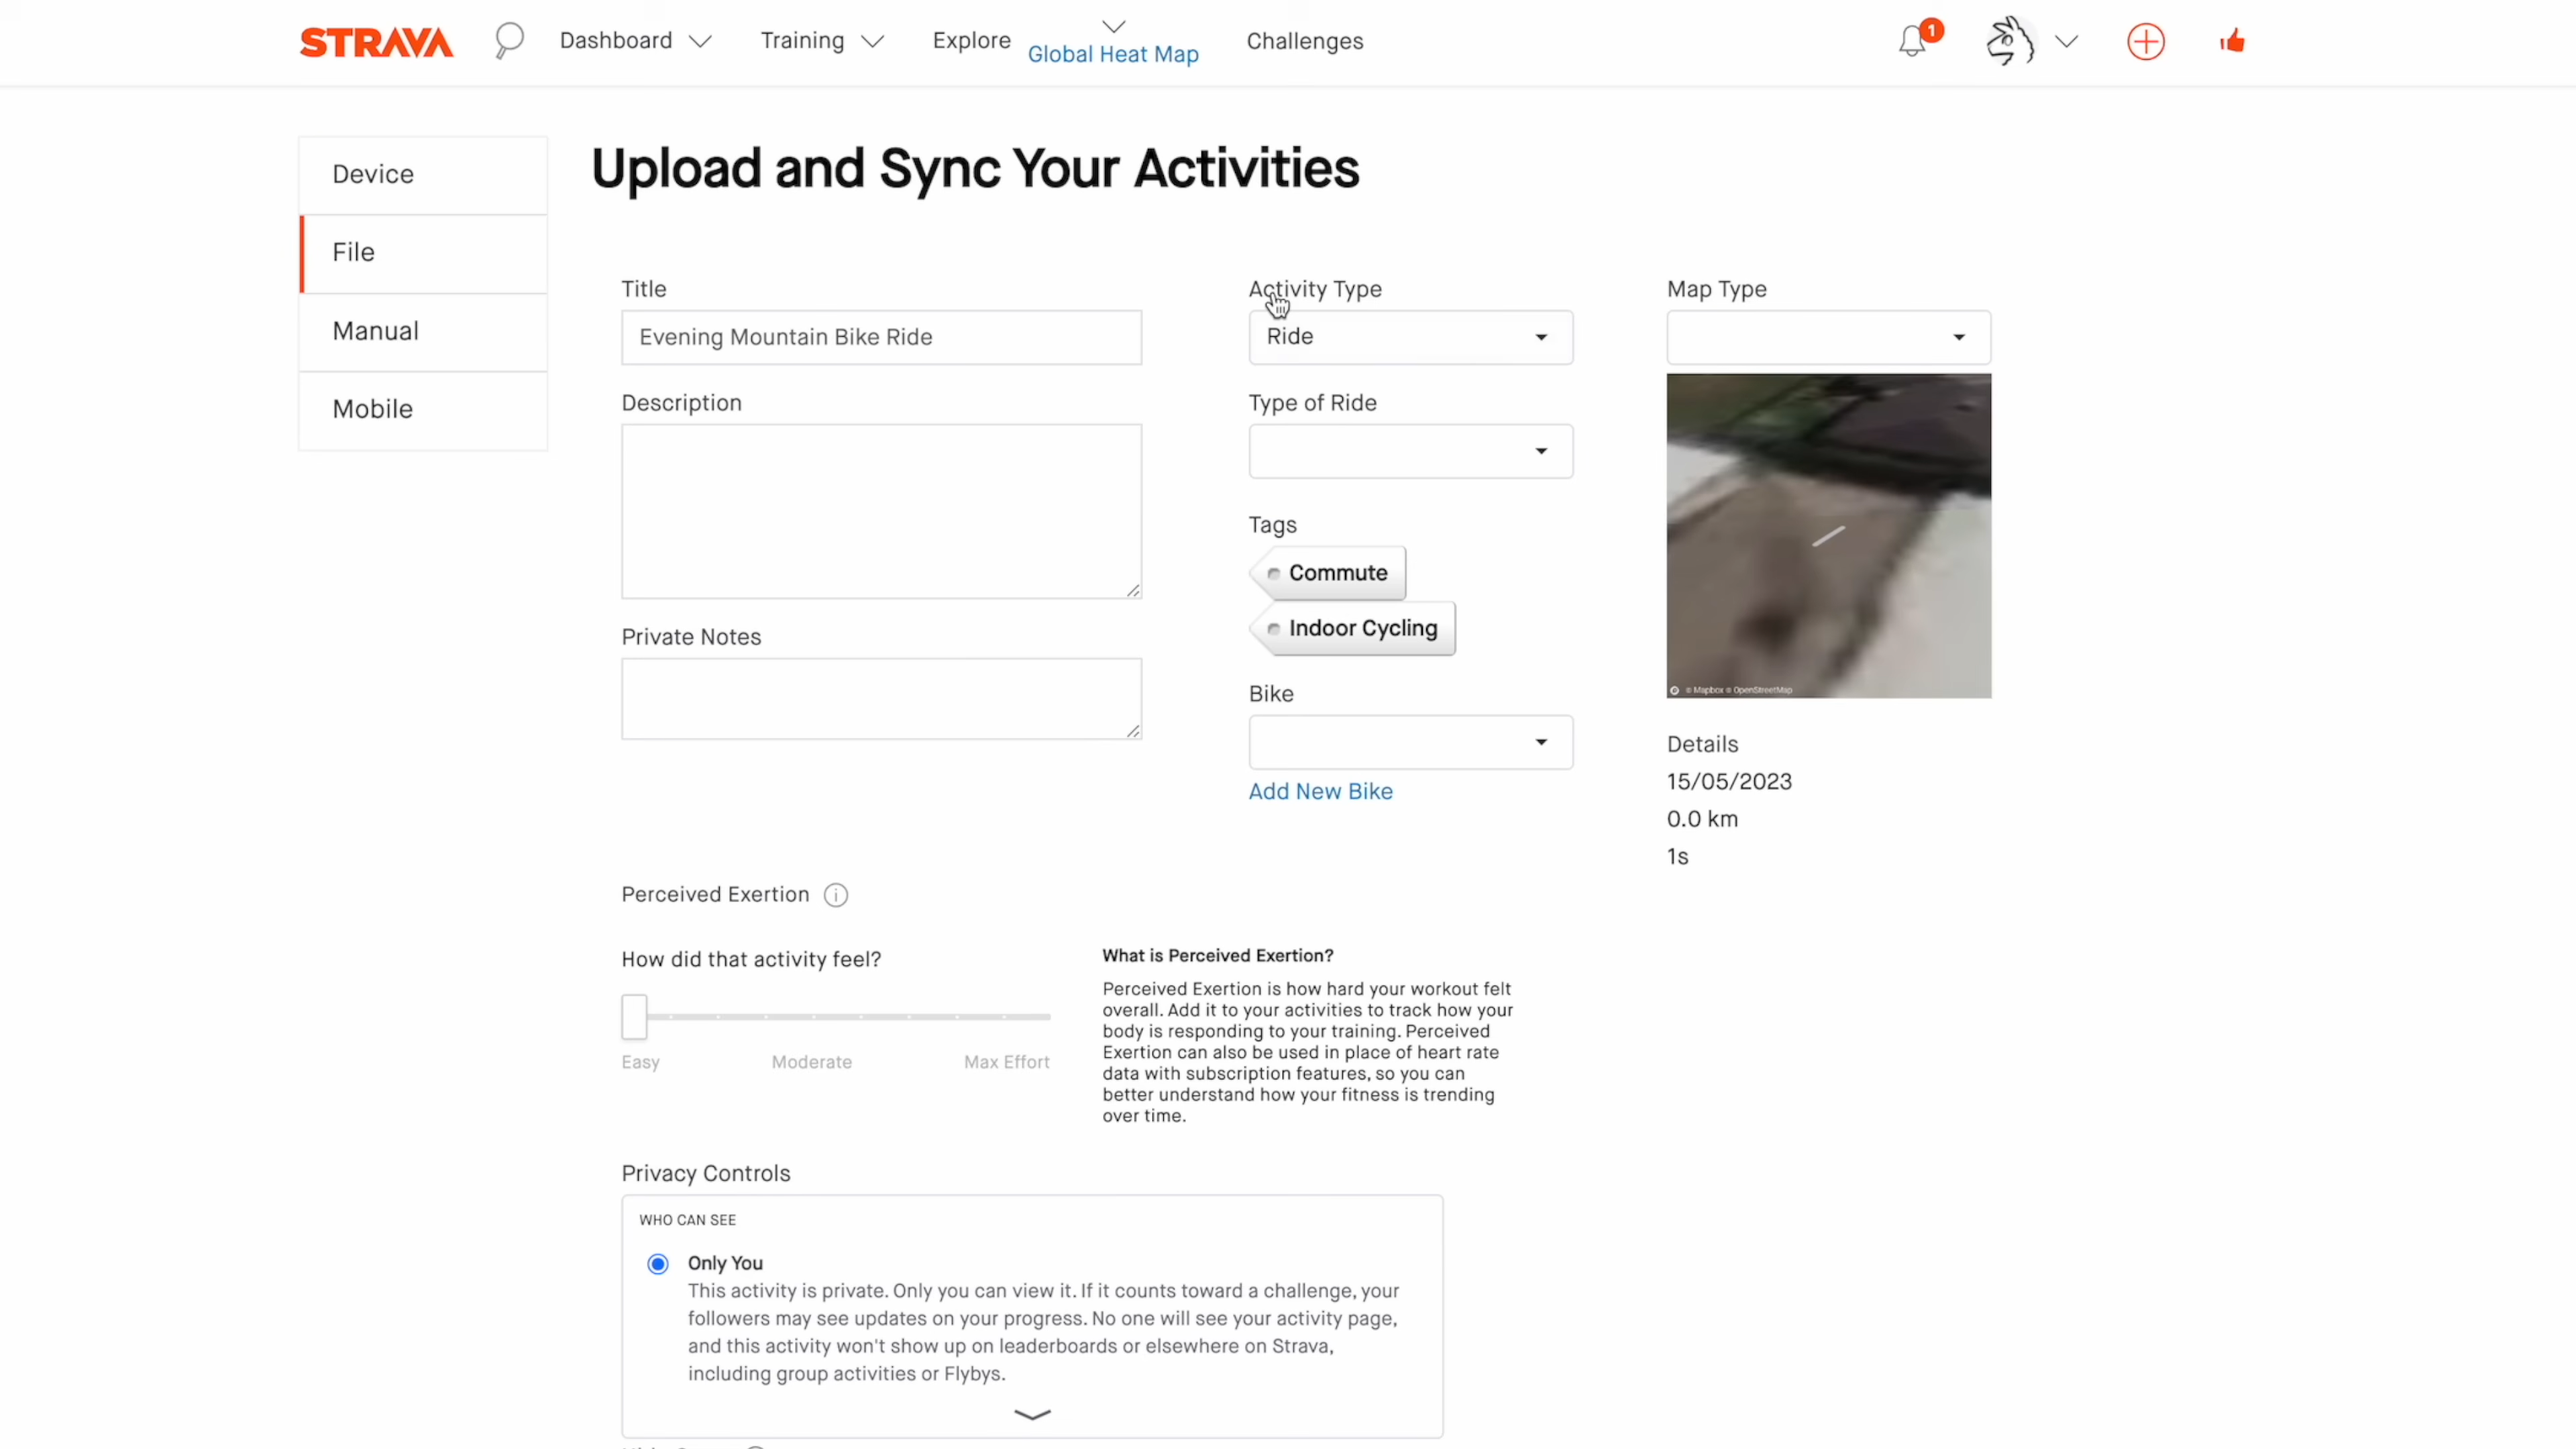 STRAVA
Dashboard
Training
Explore
Global Heat Map
Challenges
1
Device
File
Manual
Mobile
Upload and Sync Your Activities
Title
Evening Mountain Bike Ride
Description
Private Notes
Activity Type
Ride
Type of Ride
Tags
Commute
Indoor Cycling
Bike
Add New Bike
Map Type
© Mapbox © OpenStreetMap
Details
15/05/2023
0.0 km
1s
Perceived Exertion
How did that activity feel?
Easy
Moderate
Max Effort
What is Perceived Exertion?
Perceived Exertion is how hard your workout felt
overall. Add it to your activities to track how your
body is responding to your training. Perceived
Exertion can also be used in place of heart rate
data with subscription features, so you can
better understand how your fitness is trending
over time.
Privacy Controls
WHO CAN SEE
Only You
This activity is private. Only you can view it. If it counts toward a challenge, your
followers may see updates on your progress. No one will see your activity page,
and this activity won't show up on leaderboards or elsewhere on Strava,
including group activities or Flybys.